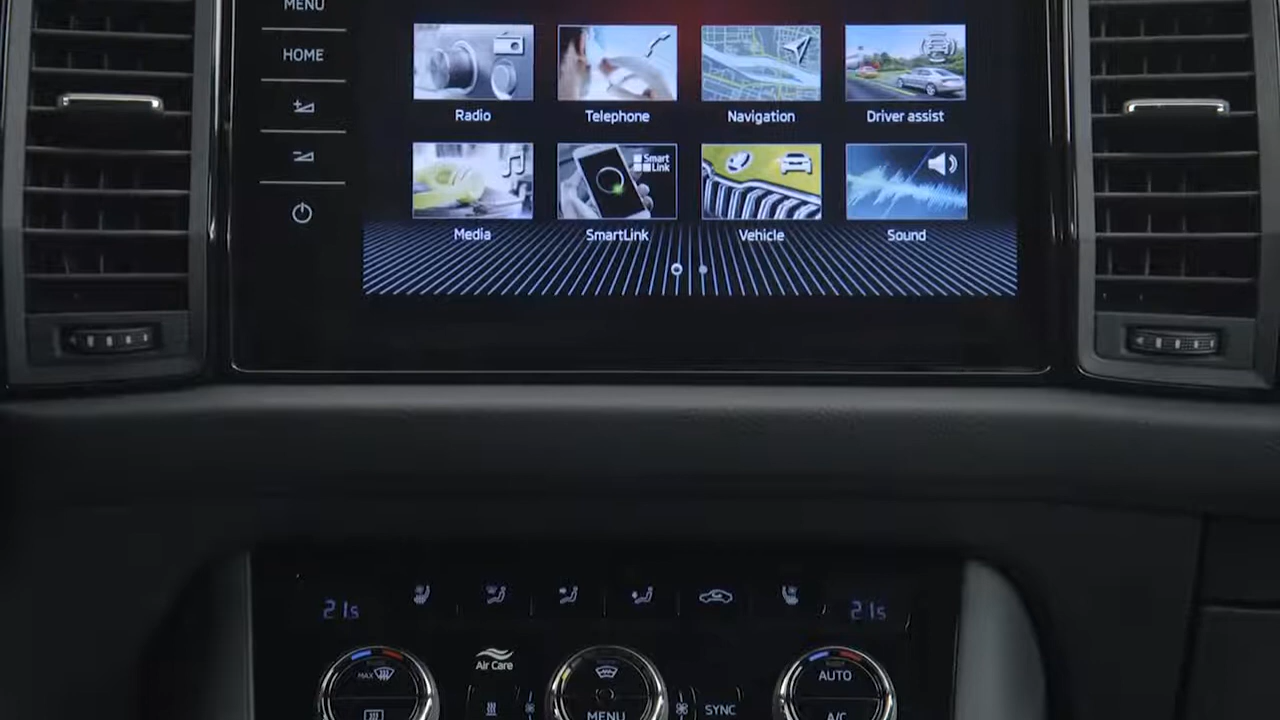 MENU
HOME
Radio
Telephone
Navigation
Driver assist
Smart
Link
Media
SmartLink
Vehicle
Sound
21.5
21.5
Air Care
MAX
AUTO
MENU
SYNC
A/C